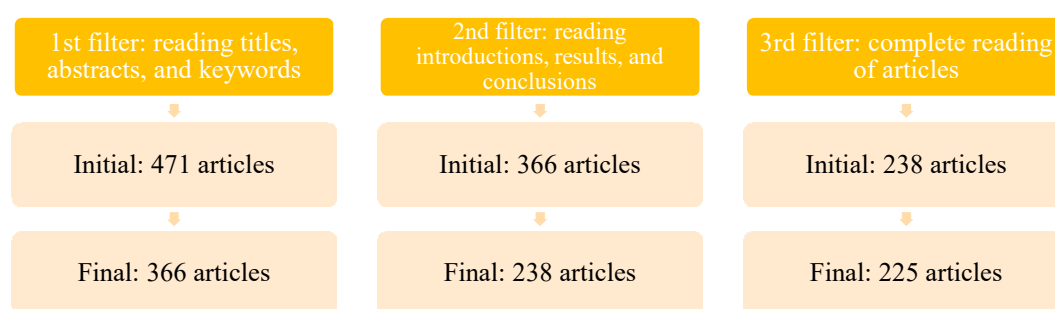 1st filter: reading titles,
abstracts, and keywords
Initial: 471 articles
Final: 366 articles
2nd filter: reading
introductions, results, and
conclusions
Initial: 366 articles
Final: 238 articles
3rd filter: complete reading
of articles
Initial: 238 articles
Final: 225 articles